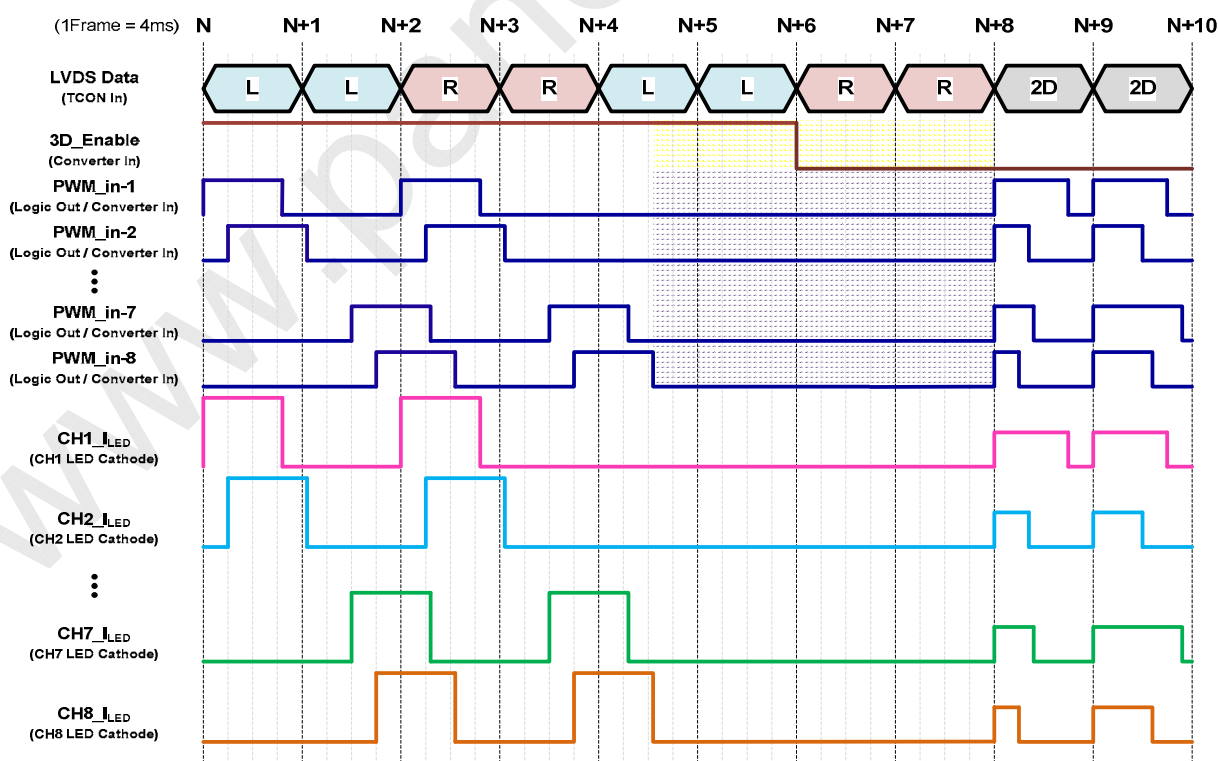 (1Frame = 4ms) N N+1 N+2 N+3 N+4 N+5 N+6 N+7 N+8 N+9 N+10
LVDS Data
(TCON In)
L L R R L L R R 2D 2D
3D_Enable
(Converter In)
PWM_in-1
(Logic Out / Converter In)
PWM_in-2
(Logic Out / Converter In)
PWM_in-7
(Logic Out / Converter In)
PWM_in-8
(Logic Out / Converter In)
CH1_ILED
(CH1 LED Cathode)
CH2_ILED
(CH2 LED Cathode)
CH7_ILED
(CH7 LED Cathode)
CH8_ILED
(CH8 LED Cathode)